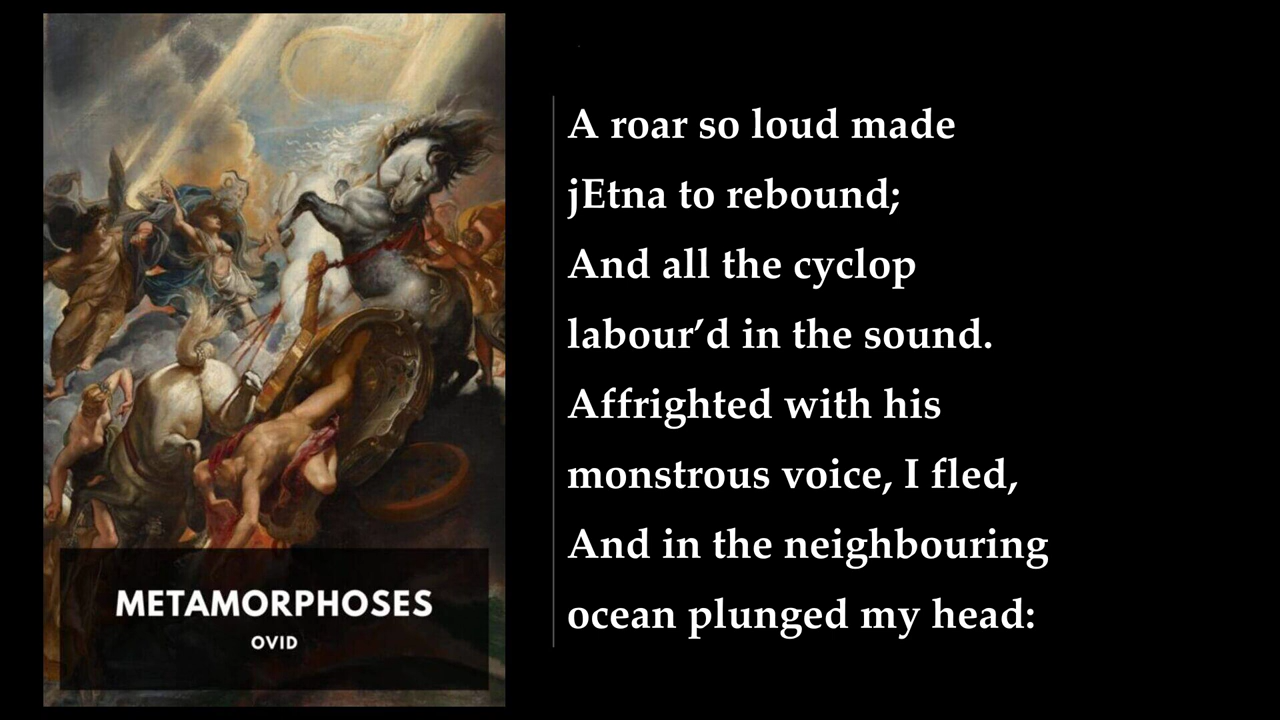 METAMORPHOSES
OVID
A roar so loud made
jEtna to rebound;
And all the cyclop
labour’d in the sound.
Affrighted with his
monstrous voice, I fled,
And in the neighbouring
ocean plunged my head: